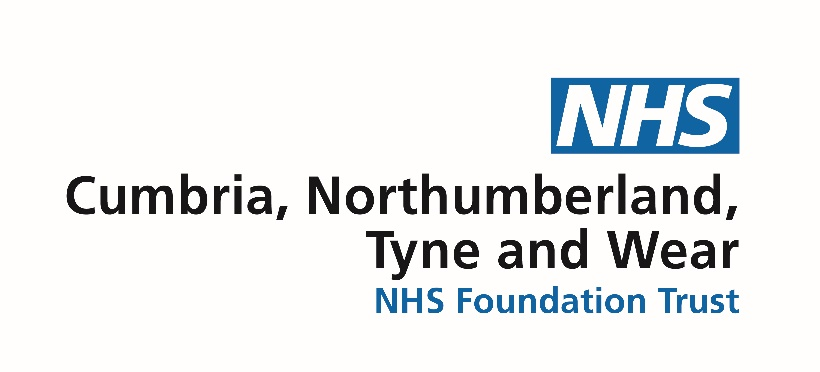 NHS
Cumbria, Northumberland,
Tyne and Wear
NHS Foundation Trust